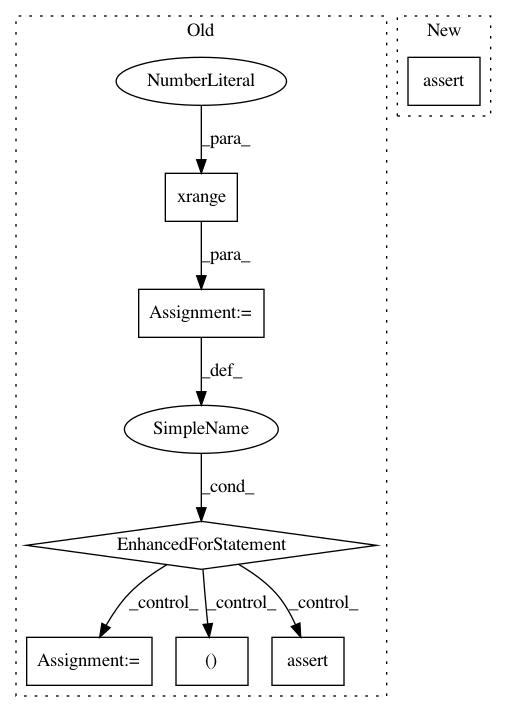 Old
New
NumberLiteral
assert
_para_
xrange
_para_
Assignment:=
_def_
SimpleName
_cond_
EnhancedForStatement
_control_
_control_
_control_
Assignment:=
()
assert